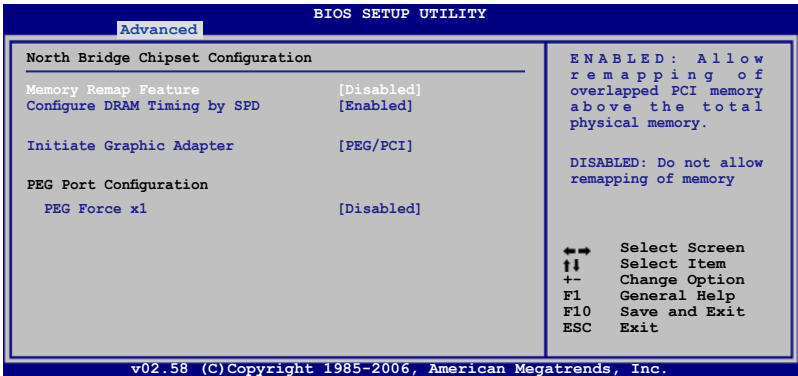 BIOS SETUP UTILITY
Advanced
North Bridge Chipset Configuration
Memory Remap Feature [Disabled]
Configure DRAM Timing by SPD [Enabled]
Initiate Graphic Adapter [PEG/PCI]
PEG Port Configuration
PEG Force x1 [Disabled]
ENABLED: Allow
remapping of
overlapped PCI memory
above the total
physical memory.
DISABLED: Do not allow
remapping of memory
←→ Select Screen
↑↓ Select Item
+- Change Option
F1 General Help
F10 Save and Exit
ESC Exit
v02.58 (C)Copyright 1985-2006, American Megatrends, Inc.